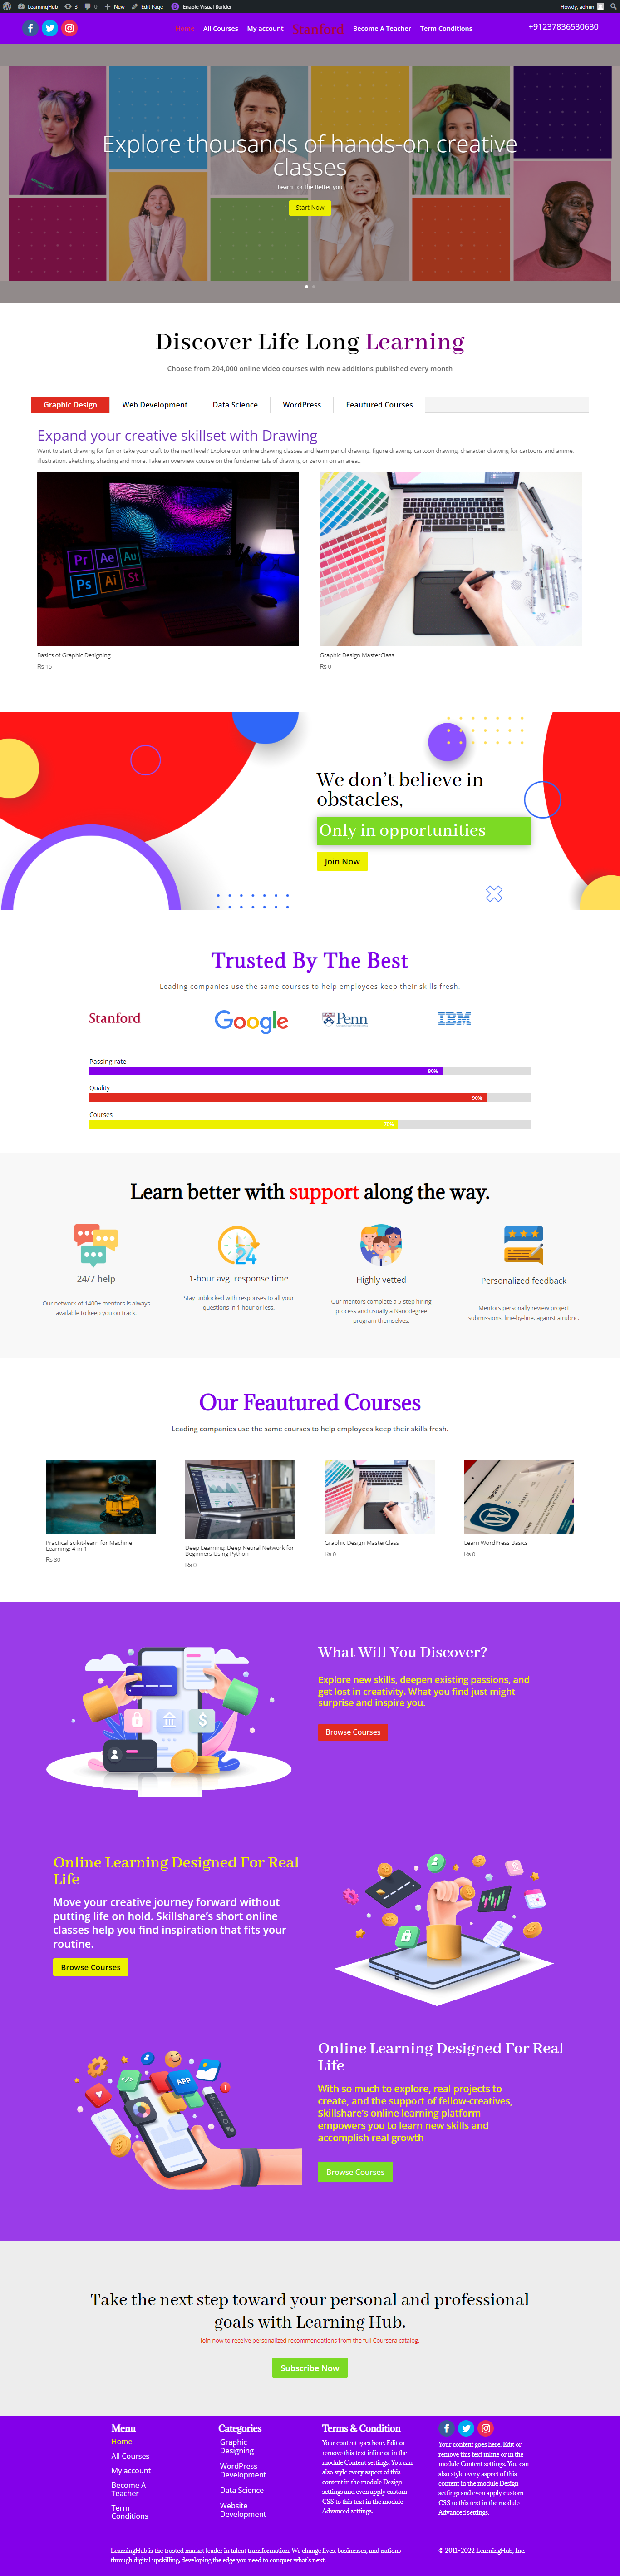 LearningHub 3 0 New Edit Page Enable Visual Builder Howdy, admin
Home All Courses My account Stanford Become A Teacher Term Conditions +91237836530630
Explore thousands of hands-on creative
classes
Learn For the Better you
Start Now
Discover Life Long Learning
Choose from 204,000 online video courses with new additions published every month
Graphic Design Web Development Data Science WordPress Feautured Courses
Expand your creative skillset with Drawing
Want to start drawing for fun or take your craft to the next level? Explore our online drawing classes and learn pencil drawing, figure drawing, cartoon drawing, character drawing for cartoons and anime,
illustration, sketching, shading and more. Take an overview course on the fundamentals of drawing or zero in on an area..
Pr Ae Au
Ps Ai St
Basics of Graphic Designing
₨ 15
Graphic Design MasterClass
₨ 0
We don't believe in
obstacles,
Only in opportunities
Join Now
Trusted By The Best
Leading companies use the same courses to help employees keep their skills fresh.
Stanford Google Penn IBM
Passing rate
80%
Quality
90%
Courses
70%
Learn better with support along the way.
24
24/7 help
Our network of 1400+ mentors is always
available to keep you on track.
1-hour avg. response time
Stay unblocked with responses to all your
questions in 1 hour or less.
Highly vetted
Our mentors complete a 5-step hiring
process and usually a Nanodegree
program themselves.
Personalized feedback
Mentors personally review project
submissions, line-by-line, against a rubric.
Our Feautured Courses
Leading companies use the same courses to help employees keep their skills fresh.
Practical scikit-learn for Machine
Learning: 4-in-1
₨ 30
Deep Learning: Deep Neural Network for
Beginners Using Python
₨ 0
Graphic Design MasterClass
₨ 0
Learn WordPress Basics
₨ 0
What Will You Discover?
Explore new skills, deepen existing passions, and
get lost in creativity. What you find just might
surprise and inspire you.
Browse Courses
Online Learning Designed For Real
Life
Move your creative journey forward without
putting life on hold. Skillshare's short online
classes help you find inspiration that fits your
routine.
Browse Courses
APP
Online Learning Designed For Real
Life
With so much to explore, real projects to
create, and the support of fellow-creatives,
Skillshare's online learning platform
empowers you to learn new skills and
accomplish real growth
Browse Courses
Take the next step toward your personal and professional
goals with Learning Hub.
Join now to receive personalized recommendations from the full Coursera catalog.
Subscribe Now
Menu
Home
All Courses
My account
Become A
Teacher
Term
Conditions
Categories
Graphic
Designing
WordPress
Development
Data Science
Website
Development
Terms & Condition
Your content goes here. Edit or
remove this text inline or in the
module Content settings. You can
also style every aspect of this
content in the module Design
settings and even apply custom
CSS to this text in the module
Advanced settings.
Your content goes here. Edit or
remove this text inline or in the
module Content settings. You can
also style every aspect of this
content in the module Design
settings and even apply custom
CSS to this text in the module
Advanced settings.
LearningHub is the trusted market leader in talent transformation. We change lives, businesses, and nations
through digital upskilling, developing the edge you need to conquer what's next.
© 2011-2022 LearningHub, Inc.